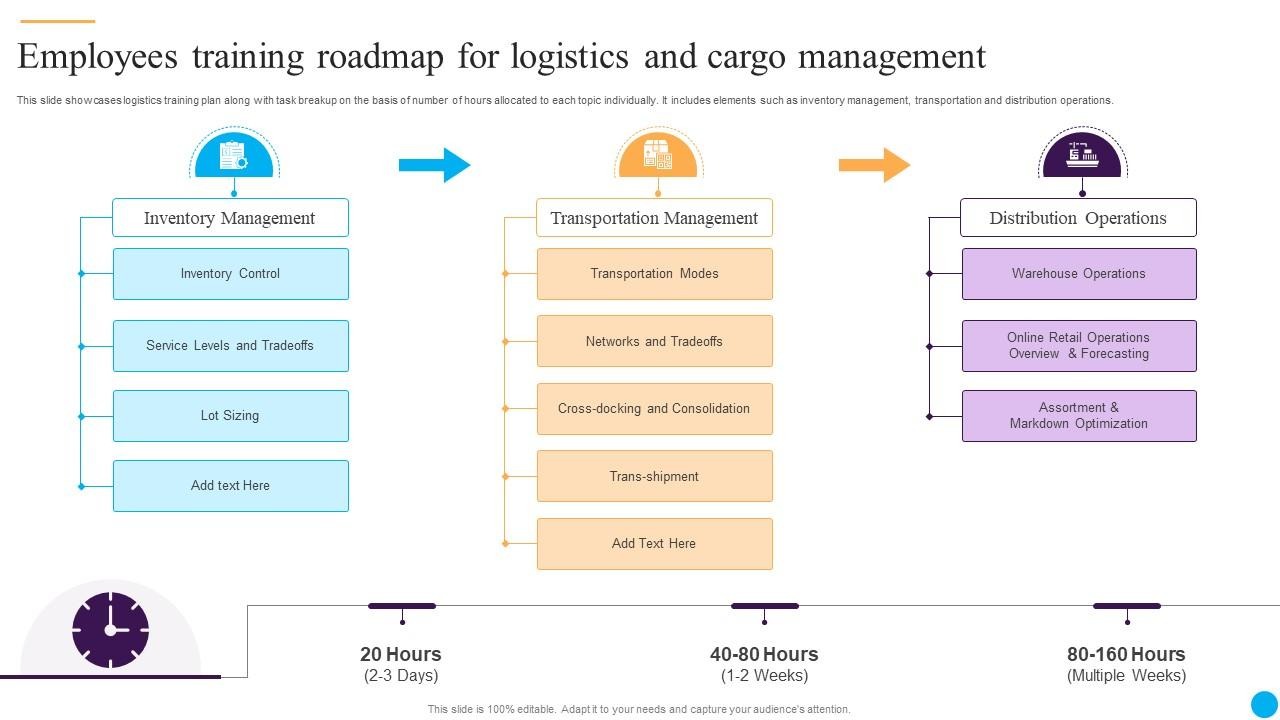 Employees training roadmap for logistics and cargo management
This slide showcases logistics training plan along with task breakup on the basis of number of hours allocated to each topic individually. It includes elements such as inventory management, transportation and distribution operations.
Inventory Management
Inventory Control
Service Levels and Tradeoffs
Lot Sizing
Add text Here
Transportation Management
Transportation Modes
Networks and Tradeoffs
Cross-docking and Consolidation
Trans-shipment
Add Text Here
Distribution Operations
Warehouse Operations
Online Retail Operations
Overview & Forecasting
Assortment &
Markdown Optimization
20 Hours
(2-3 Days)
40-80 Hours
(1-2 Weeks)
80-160 Hours
(Multiple Weeks)
This slide is 100% editable. Adapt it to your needs and capture your audience's attention.